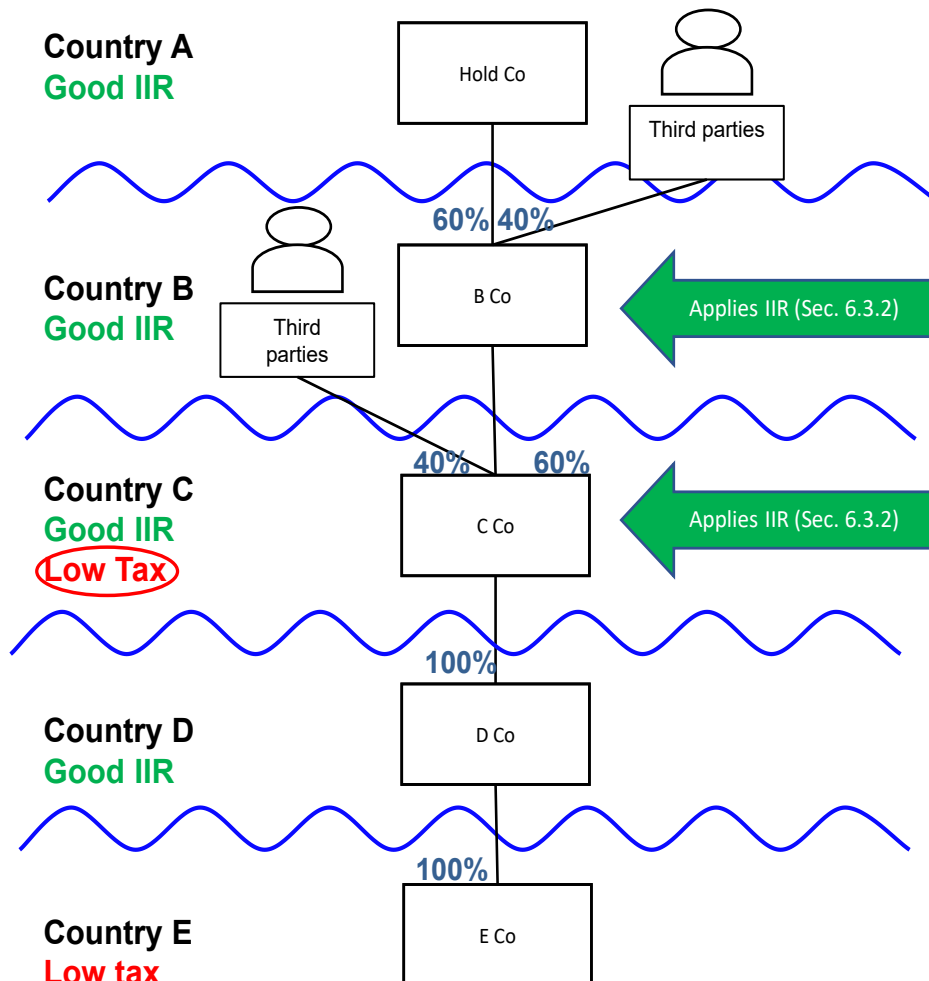 Country A
Good IIR
Hold Co
Third parties
60% 40%
Country B
Good IIR
B Co
Applies IIR (Sec. 6.3.2)
Third
parties
40%
60%
Country C
Good IIR
Low Tax
C Co
Applies IIR (Sec. 6.3.2)
100%
Country D
Good IIR
D Co
100%
Country E
Low tax
E Co